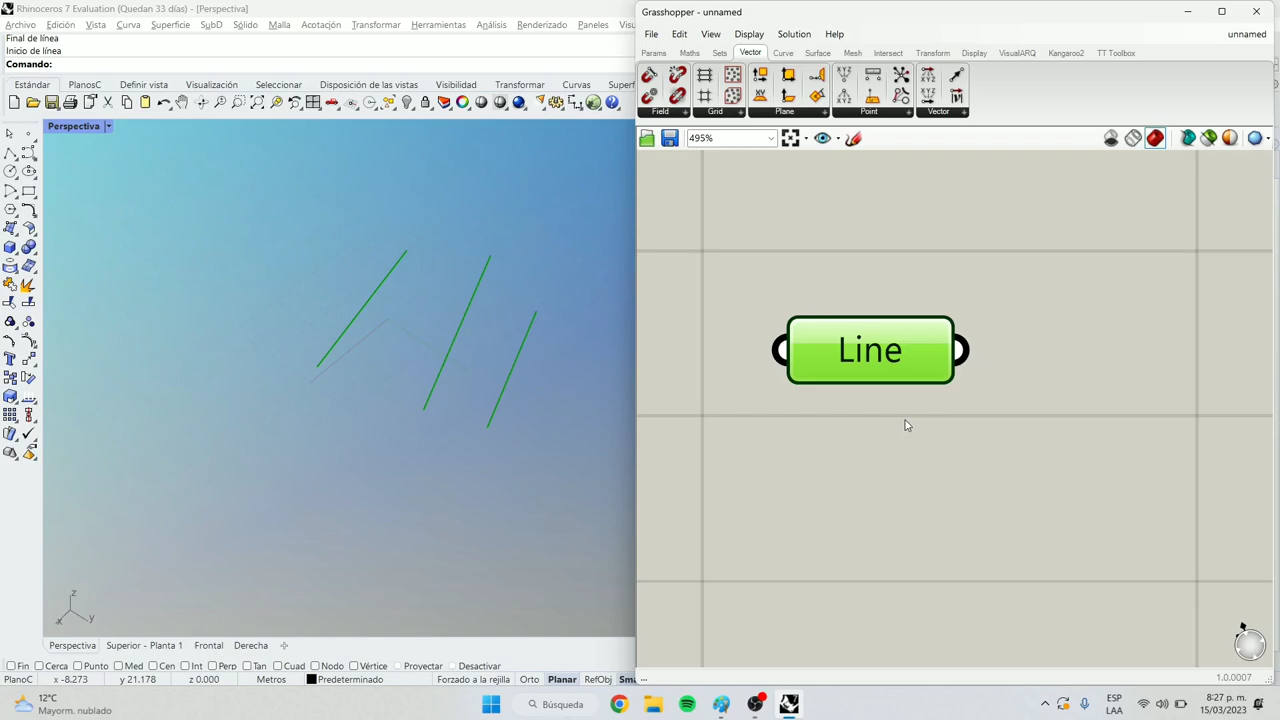 Rhinoceros 7 Evaluation (Quedan 33 días) - [Perspectiva]
Archivo Edición Vista Curva Superficie SubD Sólido Malla Acotación Transformar Herramientas Análisis Renderizado Paneles
Final de línea
Inicio de línea
Comando:
Estándar PlanosC Definir vista Visualización Seleccionar Disposición de las vistas Visibilidad Transformar Curvas
Perspectiva
z
x y
Perspectiva Superior - Planta 1 Frontal Derecha
Fin Cerca Punto Med Cen Int Perp Tan Cuad Nodo Vértice Proyectar Desactivar
PlanoC x -8.273 y 21.178 z 0.000 Metros Predeterminado Forzado a la rejilla Orto Planar RefObj
Grasshopper - unnamed
File Edit View Display Solution Help unnamed
Params Maths Sets Vector Curve Surface Mesh Intersect Transform Display VisualARQ Kangaroo2 TT Toolbox
Field Grid Plane Point Vector
495%
Line
... 1.0.0007
12°C
Mayorm. nublado
Búsqueda
ESP
LAA
8:27 p. m.
15/03/2023